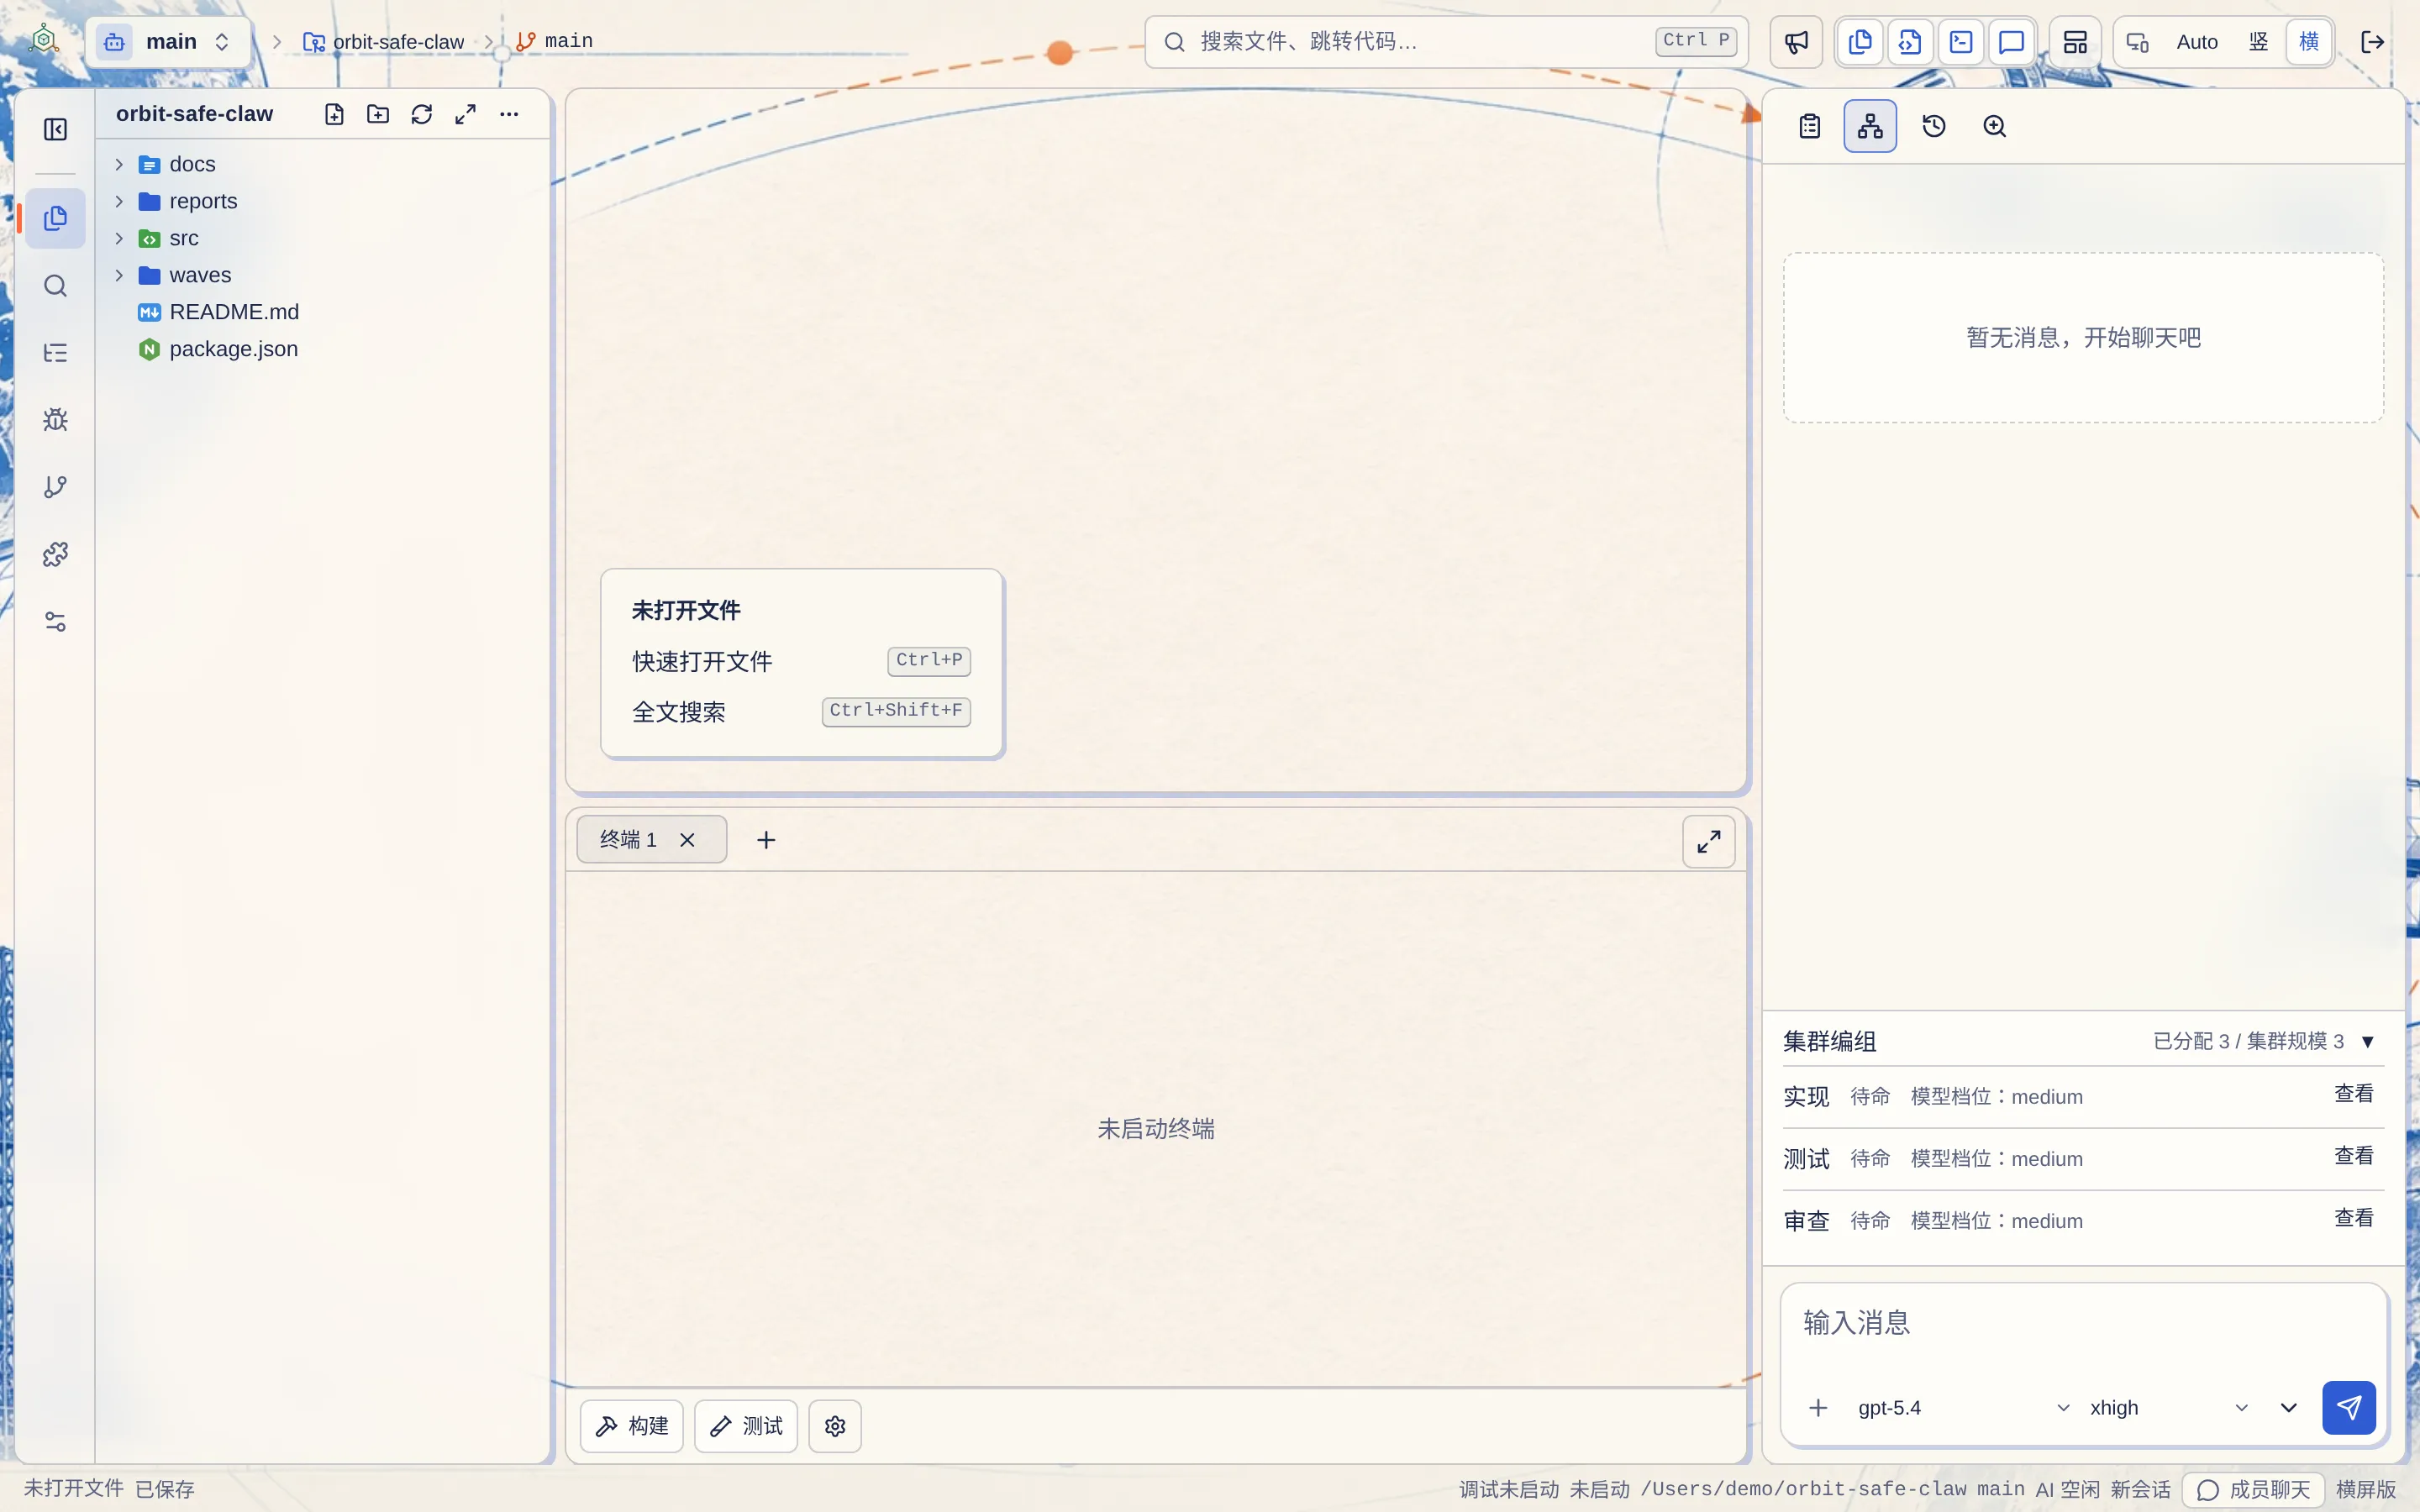 main
orbit-safe-claw
main
搜索文件、跳转代码...
Ctrl P
Auto
竖
横
orbit-safe-claw
docs
reports
src
waves
README.md
package.json
未打开文件
快速打开文件 Ctrl+P
全文搜索 Ctrl+Shift+F
终端 1
未启动终端
构建
测试
暂无消息，开始聊天吧
集群编组 已分配 3 / 集群规模 3 ▼
实现 待命 模型档位：medium 查看
测试 待命 模型档位：medium 查看
审查 待命 模型档位：medium 查看
输入消息
gpt-5.4 xhigh
未打开文件 已保存
调试未启动 未启动 /Users/demo/orbit-safe-claw main AI 空闲 新会话 成员聊天 横屏版